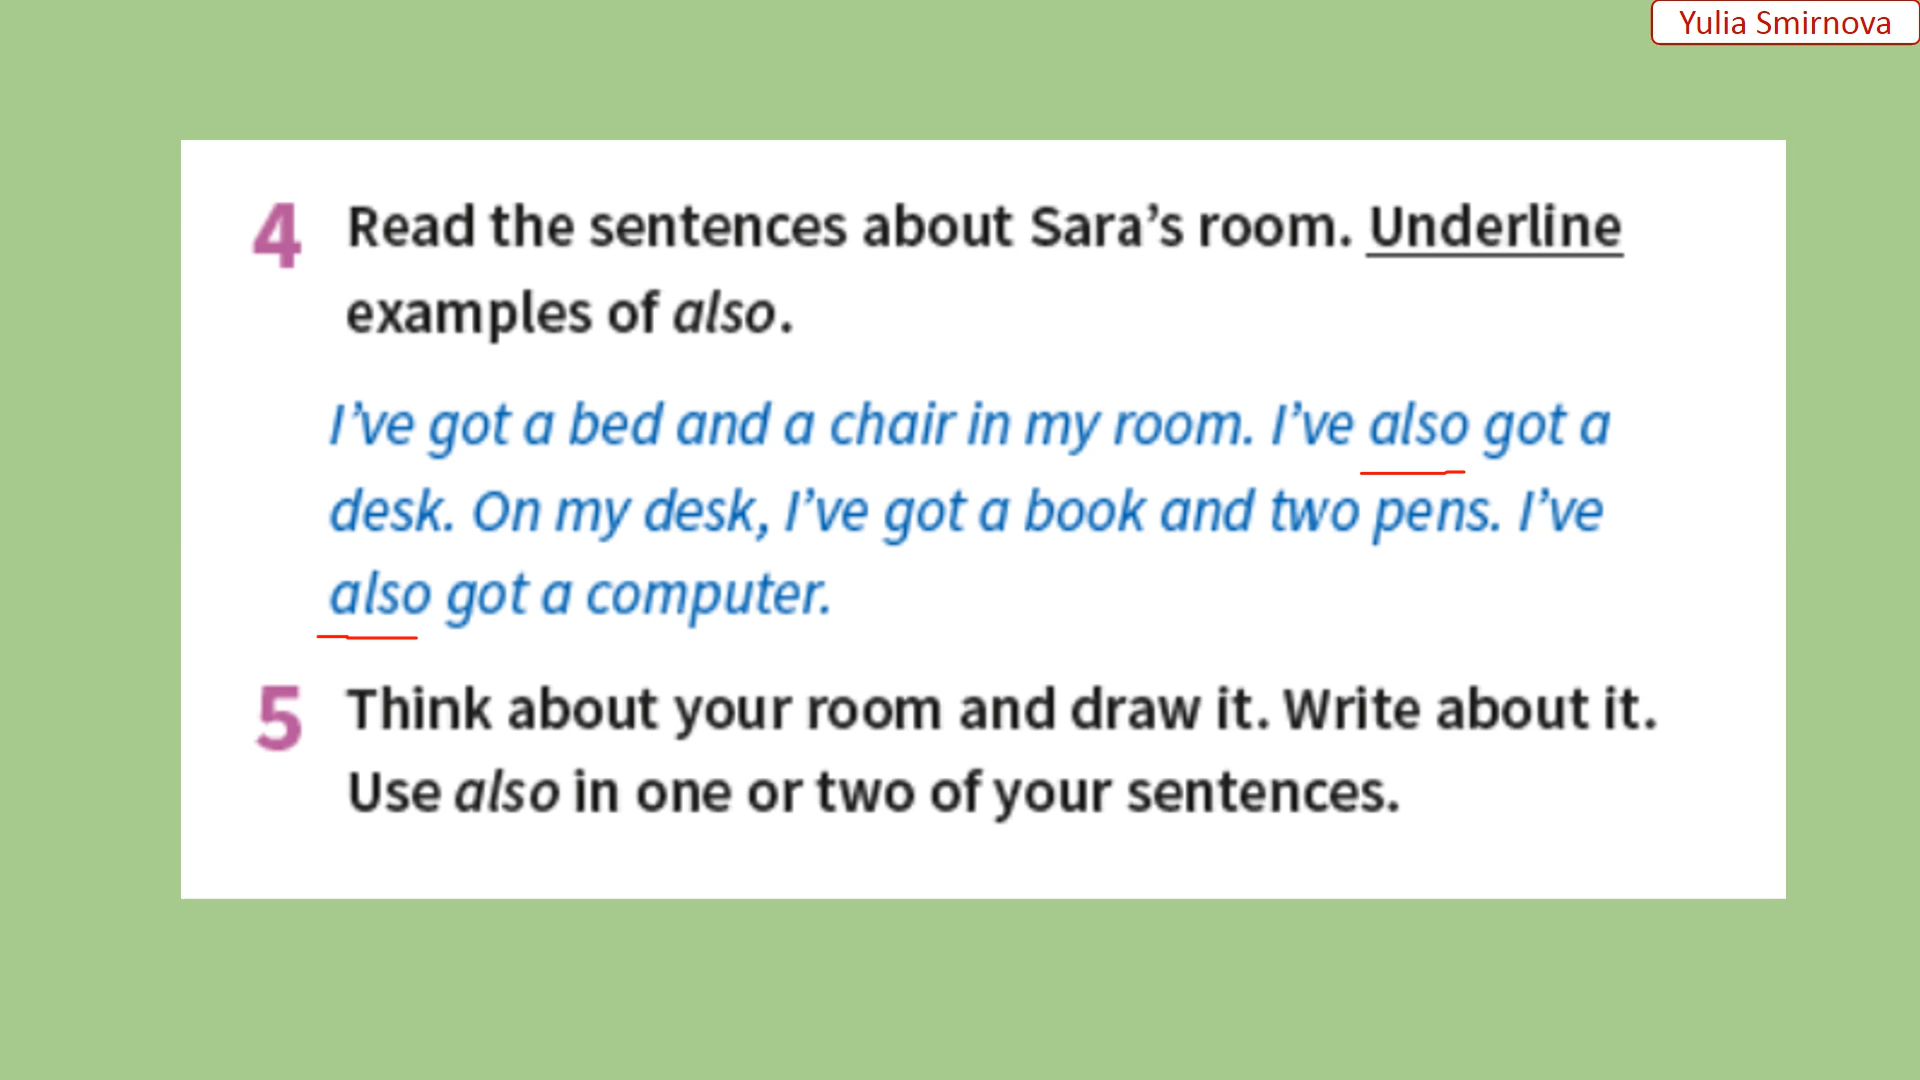 Yulia Smirnova
4 Read the sentences about Sara's room. Underline
examples of also.
I've got a bed and a chair in my room. I've also got a
desk. On my desk, I've got a book and two pens. I've
also got a computer.
5 Think about your room and draw it. Write about it.
Use also in one or two of your sentences.